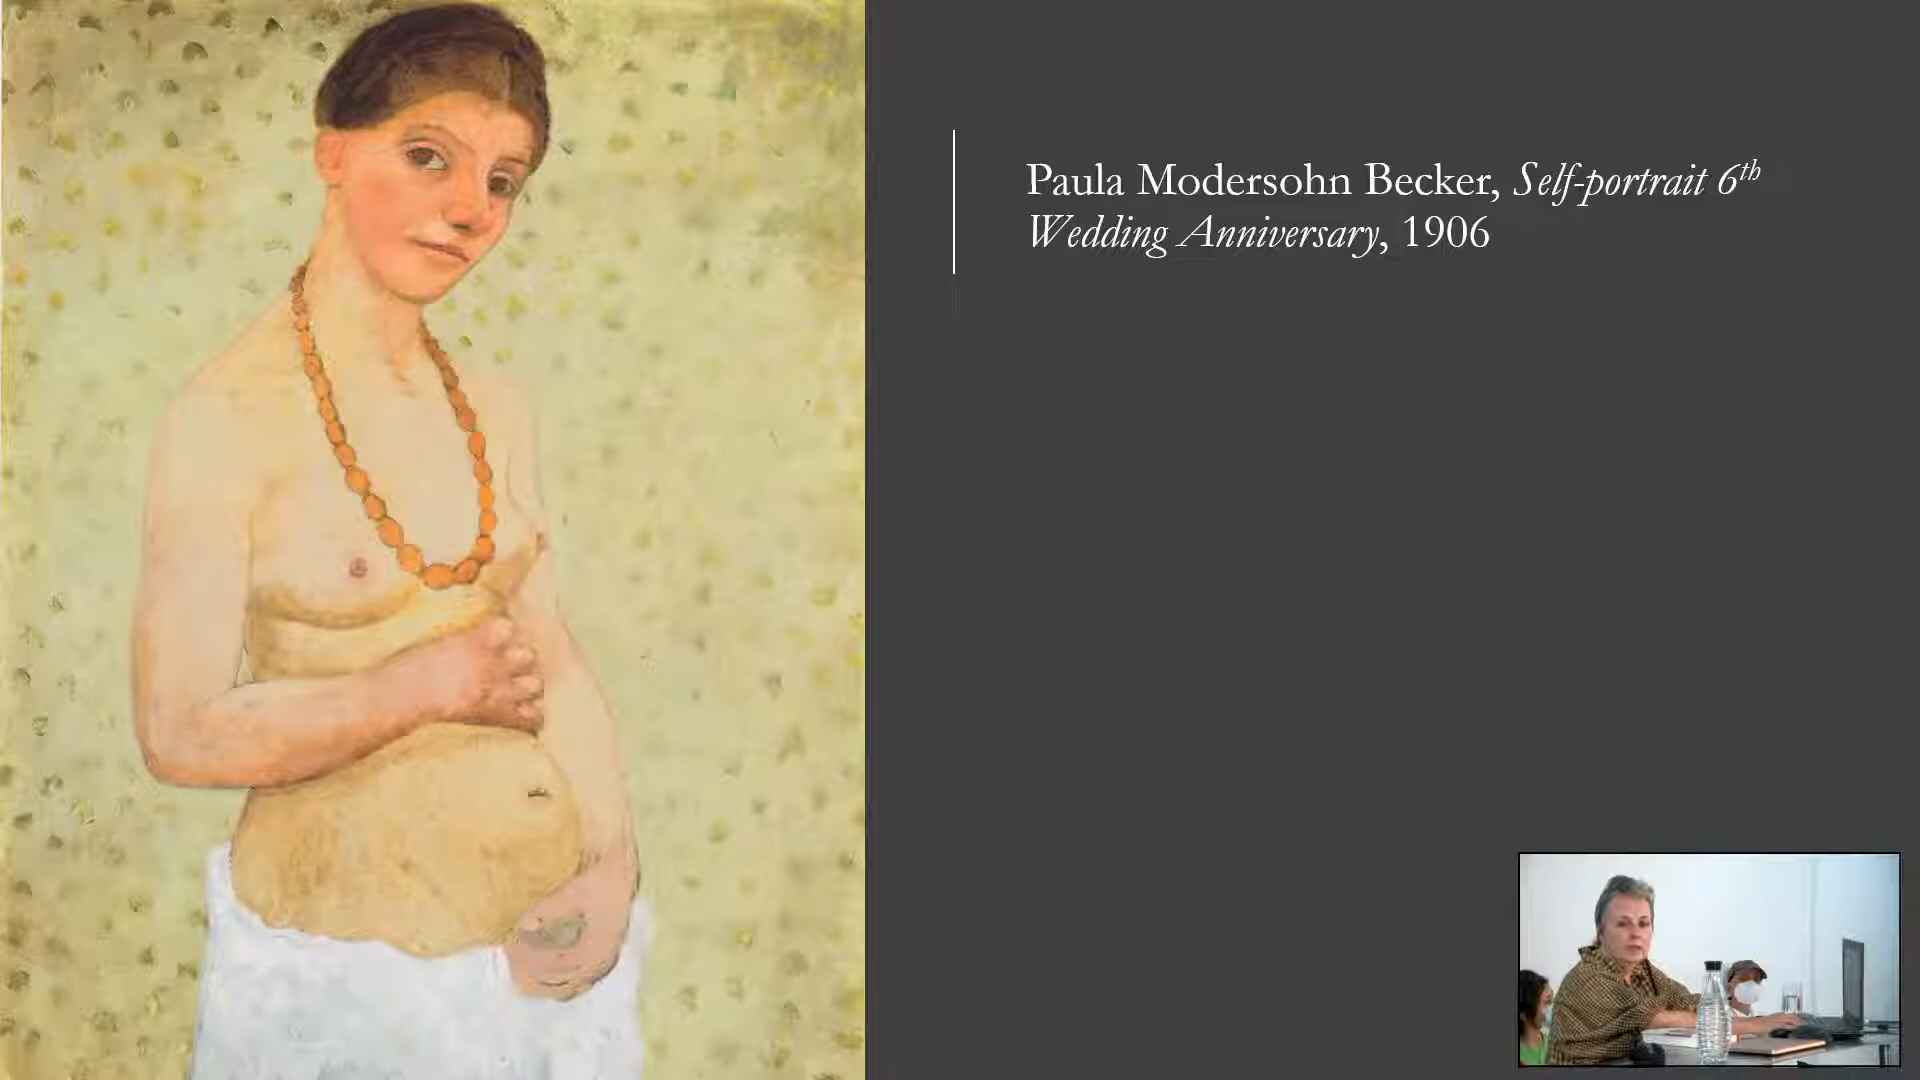 Paula Modersohn Becker, Self-portrait 6th
Wedding Anniversary, 1906